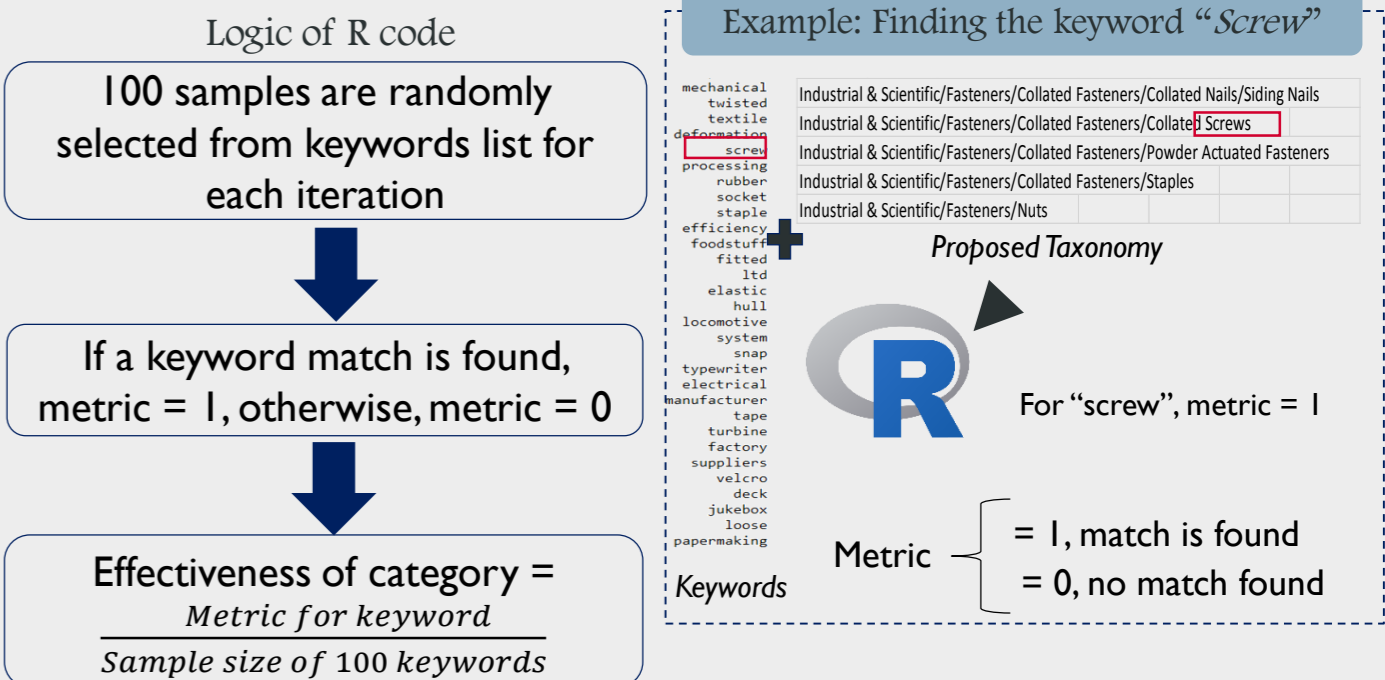 Logic of R code
100 samples are randomly
selected from keywords list for
each iteration
If a keyword match is found,
metric = 1, otherwise, metric = 0
Effectiveness of category =
Metric for keyword
Sample size of 100 keywords
Example: Finding the keyword “Screw”
mechanical
twisted
textile
deformation
screw
processing
rubber
socket
staple
efficiency
foodstuff
fitted
ltd
elastic
hull
locomotive
system
snap
typewriter
electrical
manufacturer
tape
turbine
factory
suppliers
velcro
deck
jukebox
loose
papermaking
Keywords
Industrial & Scientific/Fasteners/Collated Fasteners/Collated Nails/Siding Nails
Industrial & Scientific/Fasteners/Collated Fasteners/Collated Screws
Industrial & Scientific/Fasteners/Collated Fasteners/Powder Actuated Fasteners
Industrial & Scientific/Fasteners/Collated Fasteners/Staples
Industrial & Scientific/Fasteners/Nuts
Proposed Taxonomy
R
For “screw”, metric = 1
Metric
= 1, match is found
= 0, no match found